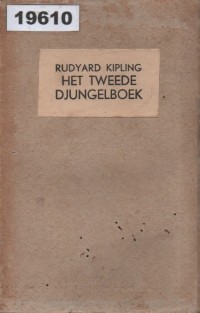 19610
RUDYARD KIPLING
HET TWEEDE
DJUNGELBOEK